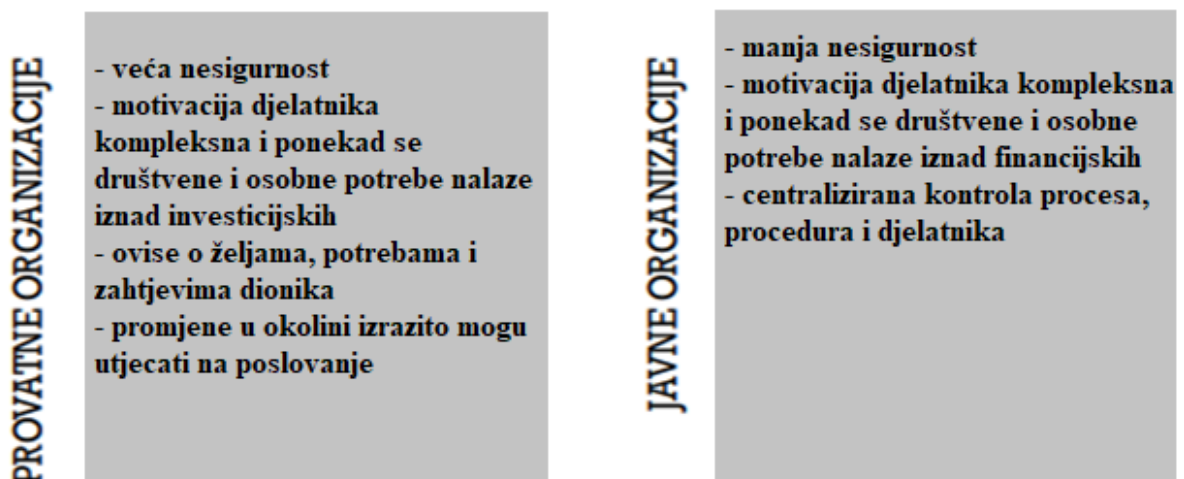 PROVATNE ORGANIZACIJE
- veća nesigurnost
- motivacija djelatnika
kompleksna i ponekad se
društvene i osobne potrebe nalaze
iznad investicijskih
- ovise o željama, potrebama i
zahtjevima dionika
- promjene u okolini izrazito mogu
utjecati na poslovanje
JAVNE ORGANIZACIJE
- manja nesigurnost
- motivacija djelatnika kompleksna
i ponekad se društvene i osobne
potrebe nalaze iznad financijskih
- centralizirana kontrola procesa,
procedura i djelatnika